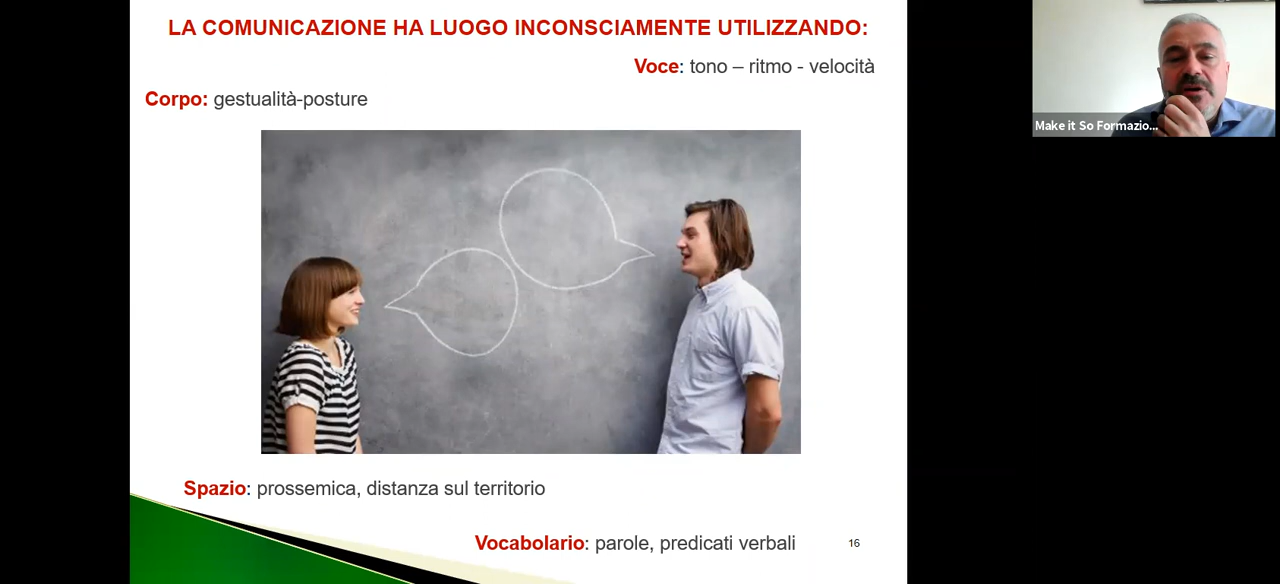 LA COMUNICAZIONE HA LUOGO INCONSCIAMENTE UTILIZZANDO:
Voce: tono – ritmo - velocità
Corpo: gestualità-posture
Make it So Formazio...
Spazio: prossemica, distanza sul territorio
Vocabolario: parole, predicati verbali
16